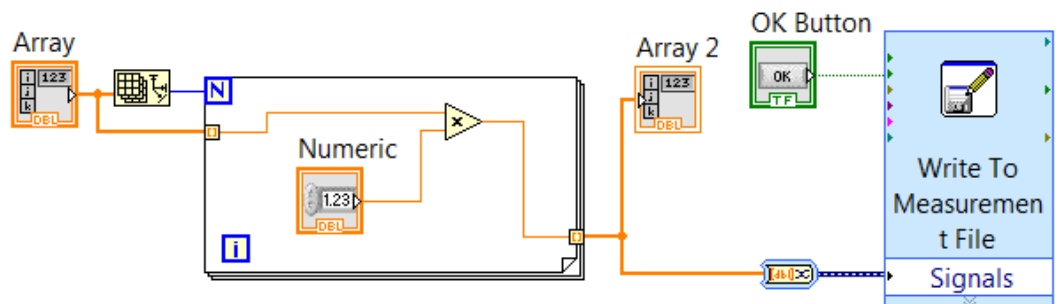 Array
Array 2
OK Button
i
j
k
123
DBL
N
Numeric
1.23
DBL
i
i
j
k
123
DBL
OK
TF
Write To
Measuremen
t File
[dbl]
Signals